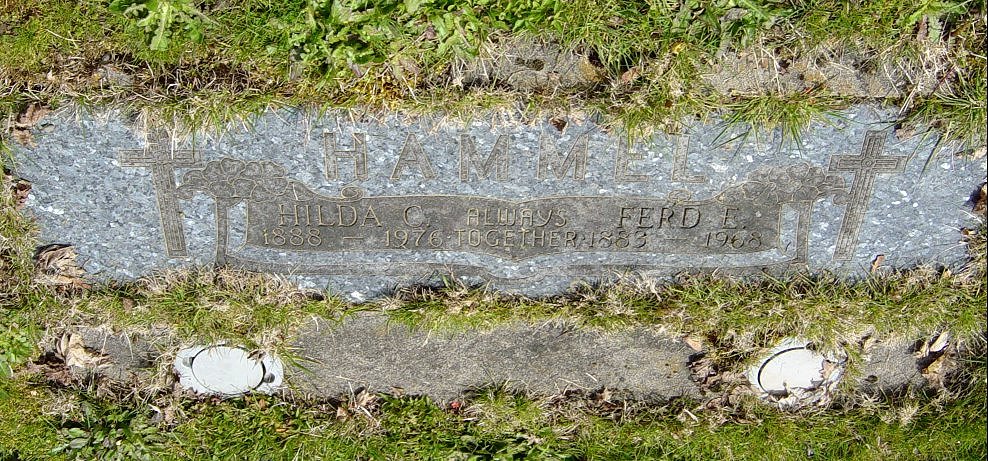 HAMMEL
HILDA C. ALWAYS FERD E.
1888 — 1976 TOGETHER 1883 — 1968